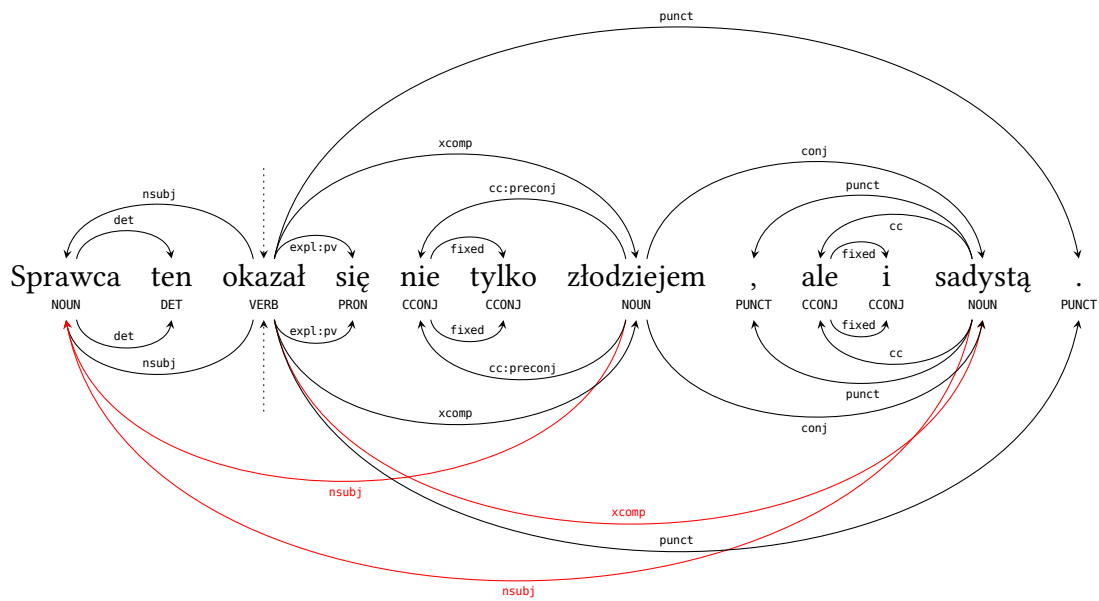 punct
xcomp
conj
cc:preconj
punct
nsubj
det
cc
expl:pv
fixed
fixed
Sprawca ten okazał się nie tylko złodziejem , ale i sadystą .
NOUN DET VERB PRON CCONJ CCONJ NOUN PUNCT CCONJ CCONJ NOUN PUNCT
det
expl:pv
fixed
fixed
nsubj
cc
cc:preconj
punct
xcomp
conj
nsubj
xcomp
punct
nsubj